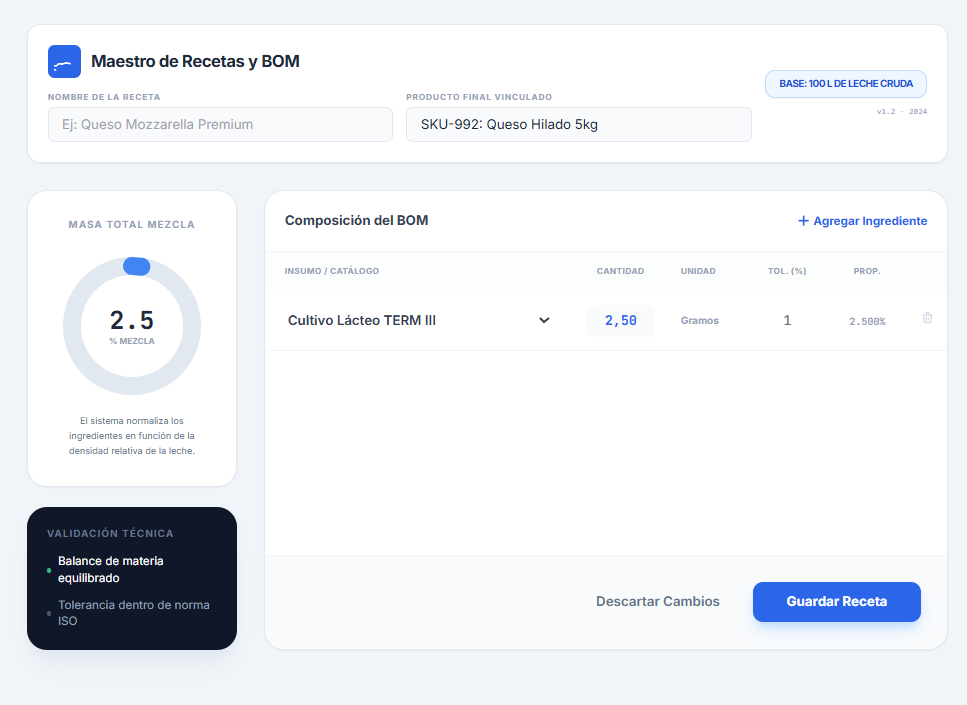 Maestro de Recetas y BOM
NOMBRE DE LA RECETA
Ej: Queso Mozzarella Premium
PRODUCTO FINAL VINCULADO
SKU-992: Queso Hilado 5kg
BASE: 100 L DE LECHE CRUDA
v1.2 - 2024
MASA TOTAL MEZCLA
2.5
% MEZCLA
El sistema normaliza los
ingredientes en función de la
densidad relativa de la leche.
VALIDACIÓN TÉCNICA
Balance de materia
equilibrado
Tolerancia dentro de norma
ISO
Composición del BOM
+ Agregar Ingrediente
INSUMO / CATÁLOGO CANTIDAD UNIDAD TOL. (%) PROP.
Cultivo Lácteo TERM III 2,50 Gramos 1 2.500%
Descartar Cambios
Guardar Receta